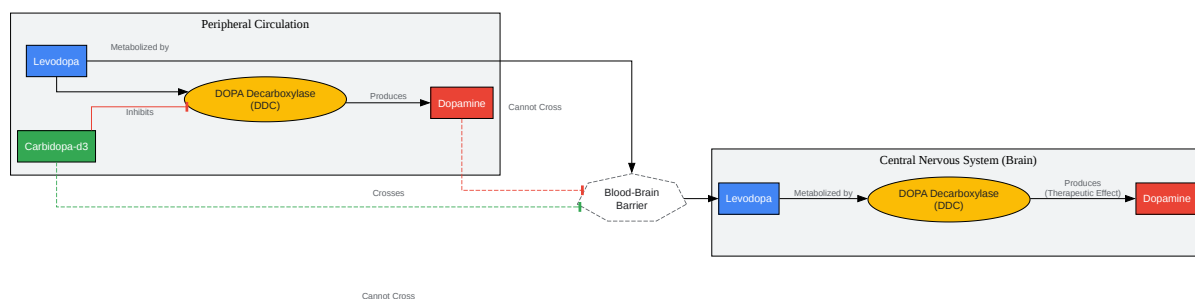 Peripheral Circulation
Metabolized by
Levodopa
DOPA Decarboxylase
(DDC)
Produces
Dopamine
Cannot Cross
Inhibits
Carbidopa-d3
Crosses
Blood-Brain
Barrier
Central Nervous System (Brain)
Levodopa
Metabolized by
DOPA Decarboxylase
(DDC)
Produces
(Therapeutic Effect)
Dopamine
Cannot Cross